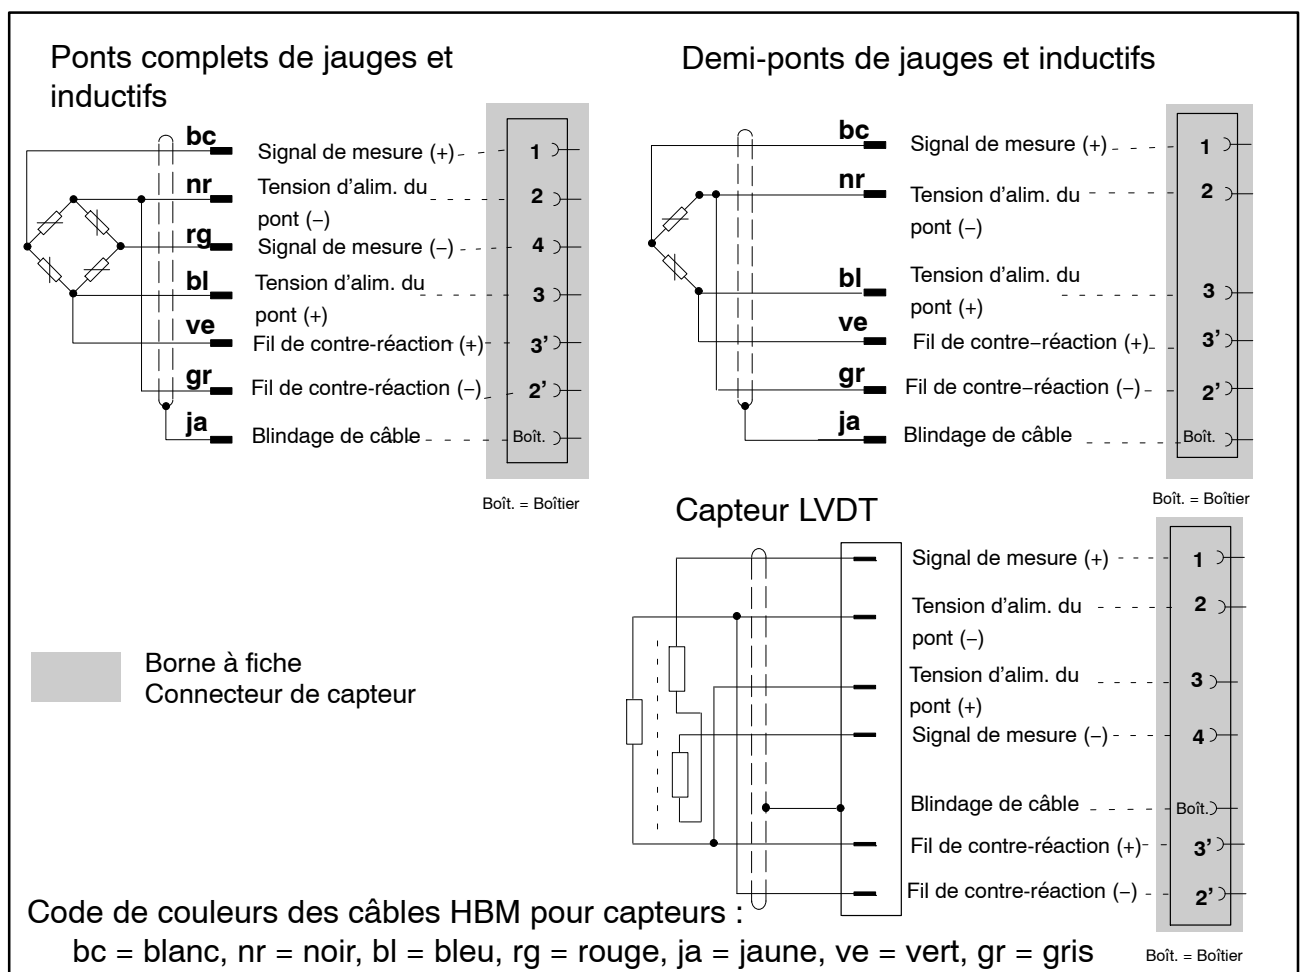 Ponts complets de jauges et
inductifs
bc
Signal de mesure (+)
1
nr
Tension d’alim. du
pont (−)
2
rg
Signal de mesure (−)
4
bl
Tension d’alim. du
pont (+)
3
ve
Fil de contre-réaction (+)
3’
gr
Fil de contre-réaction (−)
2’
ja
Blindage de câble
Boît.
Boît. = Boîtier
Demi-ponts de jauges et inductifs
bc
Signal de mesure (+)
1
nr
Tension d’alim. du
pont (−)
2
bl
Tension d’alim. du
pont (+)
3
ve
Fil de contre−réaction (+)
3’
gr
Fil de contre−réaction (−)
2’
ja
Blindage de câble
Boît.
Boît. = Boîtier
Capteur LVDT
Signal de mesure (+)
1
Tension d’alim. du
pont (−)
2
Tension d’alim. du
pont (+)
3
Signal de mesure (−)
4
Blindage de câble
Boît.
Fil de contre-réaction (+)
3’
Fil de contre-réaction (−)
2’
Boît. = Boîtier
Borne à fiche
Connecteur de capteur
Code de couleurs des câbles HBM pour capteurs :
bc = blanc, nr = noir, bl = bleu, rg = rouge, ja = jaune, ve = vert, gr = gris